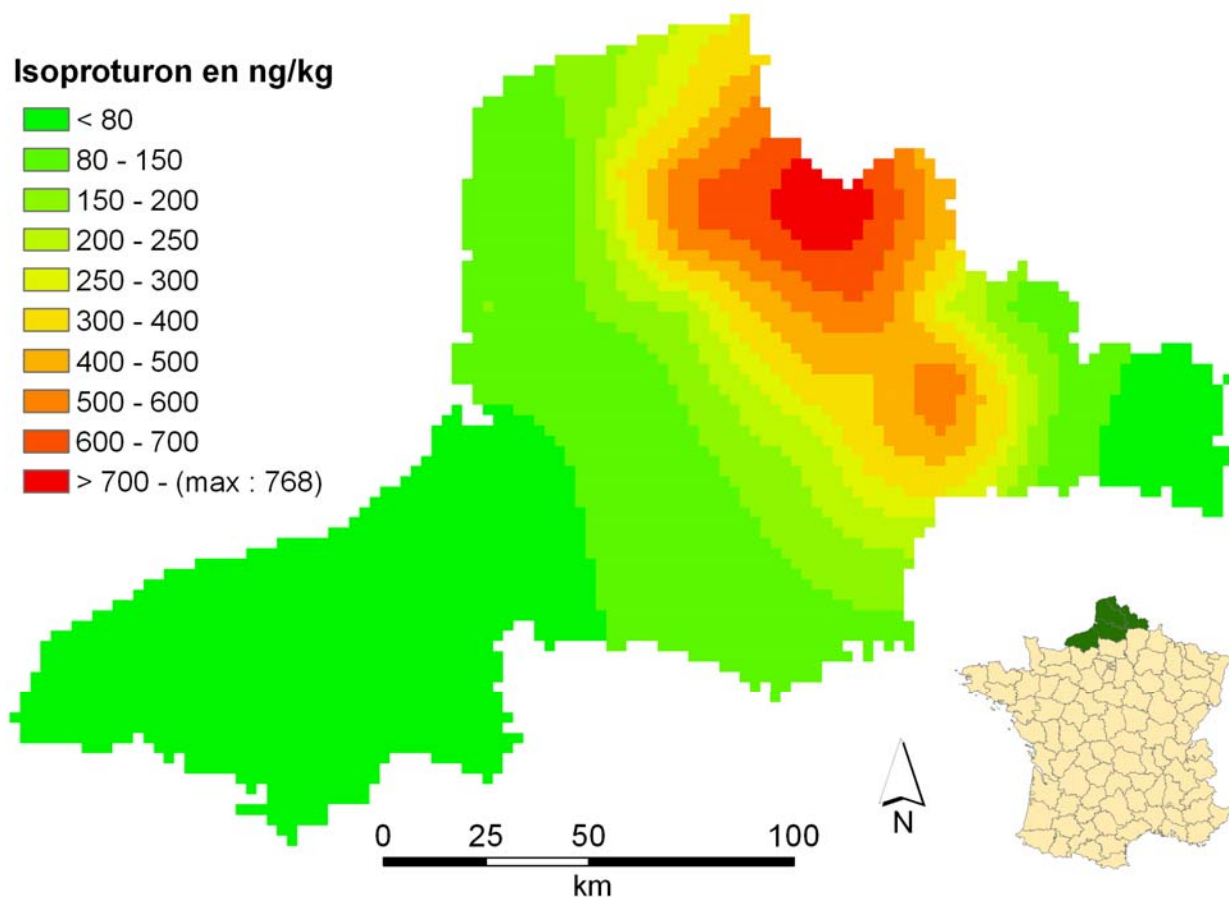 Isoproturon en ng/kg
< 80
80 - 150
150 - 200
200 - 250
250 - 300
300 - 400
400 - 500
500 - 600
600 - 700
> 700 - (max : 768)
N
0 25 50 100
km